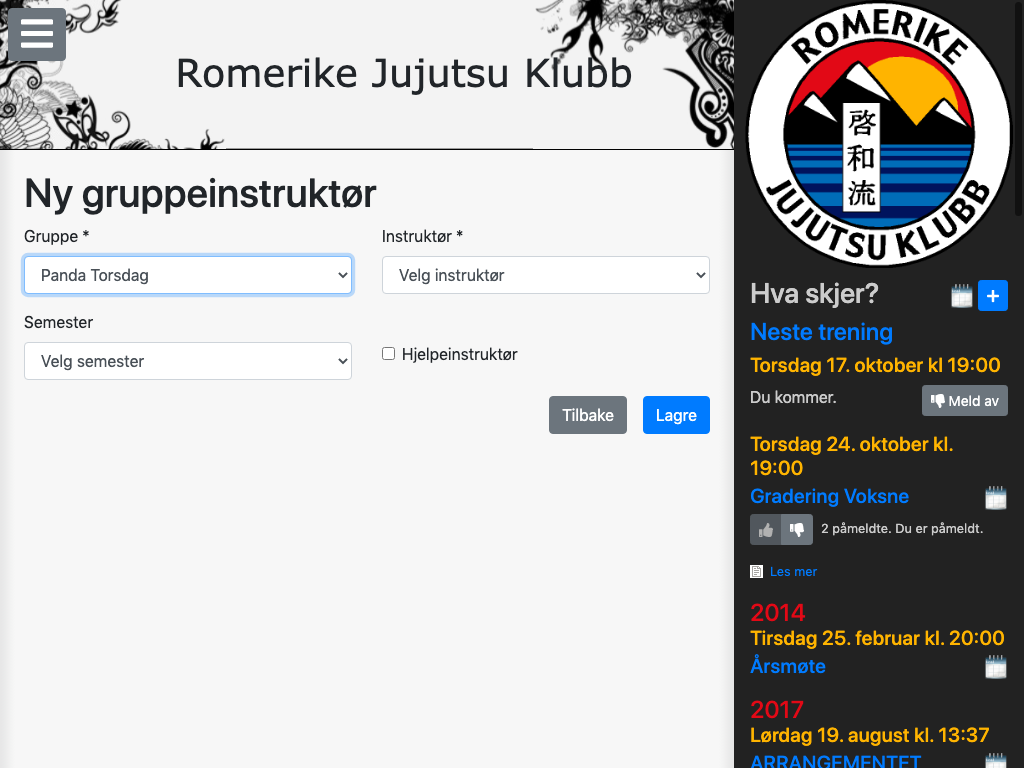 Romerike Jujutsu Klubb
Ny gruppeinstruktør
Gruppe *
Instruktør *
Panda Torsdag
Velg instruktør
Semester
Velg semester
Hjelpeinstruktør
Tilbake
Lagre
ROMERIKE
啓和流
JUJUTSU KLUBB
Hva skjer?
+
Neste trening
Torsdag 17. oktober kl 19:00
Du kommer.
Meld av
Torsdag 24. oktober kl.
19:00
Gradering Voksne
2 påmeldte. Du er påmeldt.
Les mer
2014
Tirsdag 25. februar kl. 20:00
Årsmøte
2017
Lørdag 19. august kl. 13:37
ARRANGEMENTET